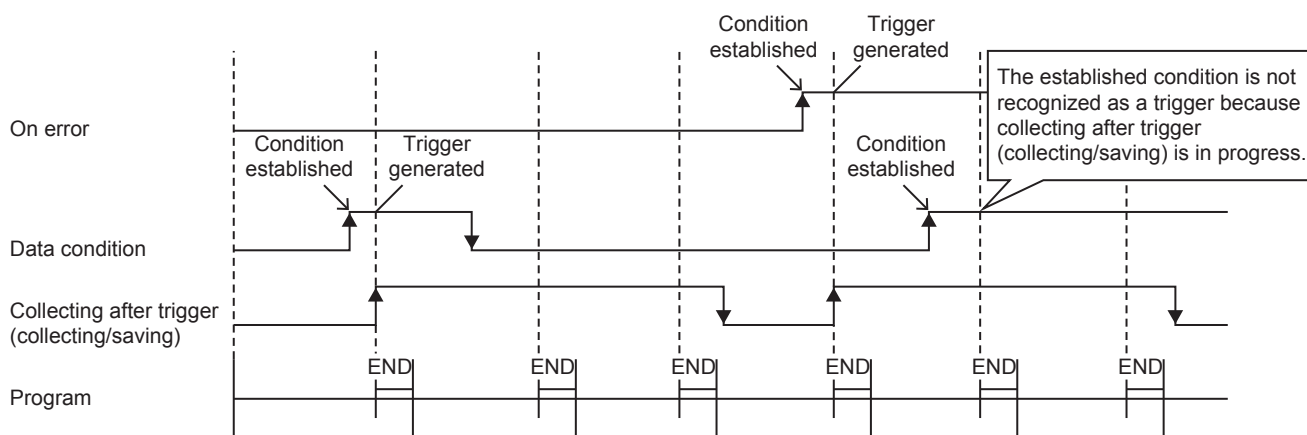 Condition
established
Trigger
generated
The established condition is not
recognized as a trigger because
collecting after trigger
(collecting/saving) is in progress.
On error
Condition
established
Trigger
generated
Condition
established
Data condition
Collecting after trigger
(collecting/saving)
END
END
END
END
END
END
Program